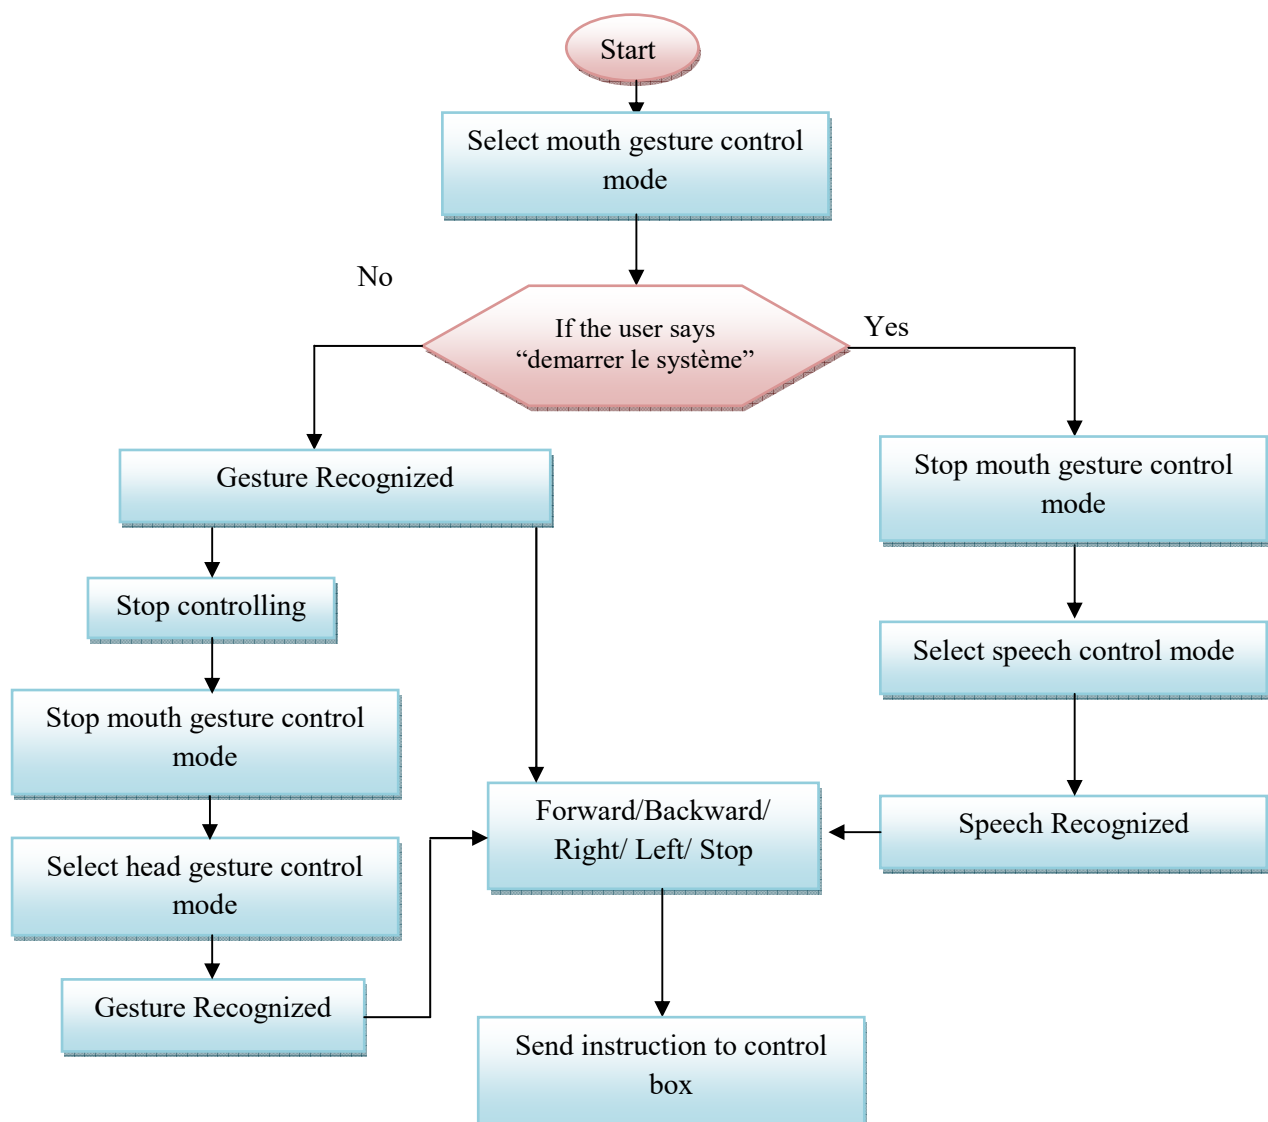 Start
Select mouth gesture control
mode
No
If the user says
“demarrer le système”
Yes
Gesture Recognized
Stop mouth gesture control
mode
Stop controlling
Select speech control mode
Stop mouth gesture control
mode
Forward/Backward/
Right/ Left/ Stop
Speech Recognized
Select head gesture control
mode
Gesture Recognized
Send instruction to control
box